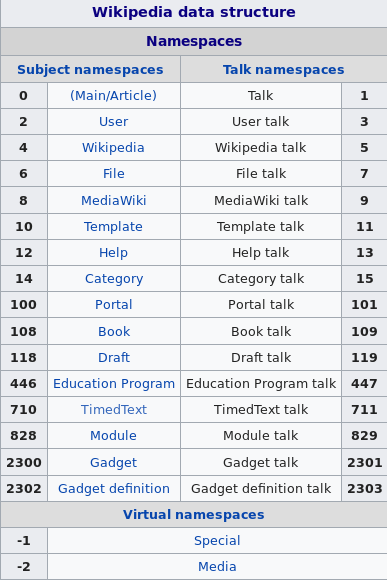 Wikipedia data structure
Namespaces
Subject namespaces Talk namespaces
0 (Main/Article) Talk 1
2 User User talk 3
4 Wikipedia Wikipedia talk 5
6 File File talk 7
8 MediaWiki MediaWiki talk 9
10 Template Template talk 11
12 Help Help talk 13
14 Category Category talk 15
100 Portal Portal talk 101
108 Book Book talk 109
118 Draft Draft talk 119
446 Education Program Education Program talk 447
710 TimedText TimedText talk 711
828 Module Module talk 829
2300 Gadget Gadget talk 2301
2302 Gadget definition Gadget definition talk 2303
Virtual namespaces
-1 Special
-2 Media